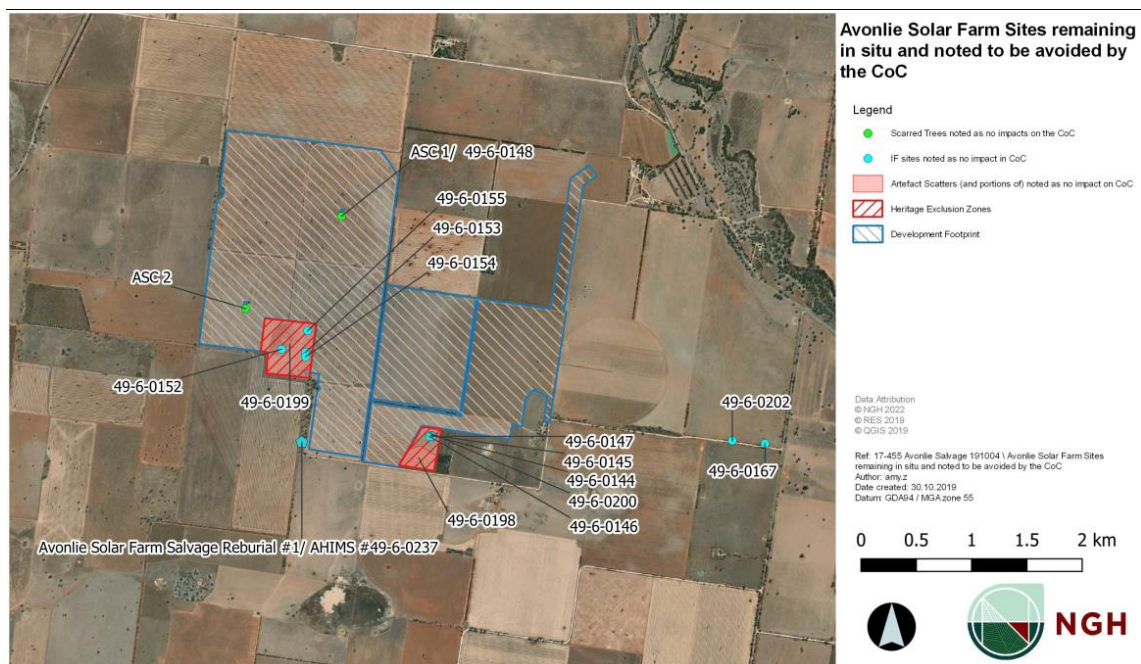 Avonlie Solar Farm Sites remaining
in situ and noted to be avoided by
the CoC
Legend
Scarred Trees noted as no impacts on the CoC
IF sites noted as no impact in CoC
Artefact Scatters (and portions of) noted as no impact on CoC
Heritage Exclusion Zones
Development Footprint
ASC 1/ 49-6-0148
49-6-0155
49-6-0153
49-6-0154
ASC 2
49-6-0152
49-6-0199
49-6-0202
49-6-0147
49-6-0167
49-6-0145
49-6-0144
49-6-0200
49-6-0198
49-6-0146
Avonlie Solar Farm Salvage Reburial #1/ AHIMS #49-6-0237
Data Attribution
© NGH 2022
© RES 2019
© QGIS 2019
Ref: 17-455 Avonlie Salvage 191004 \ Avonlie Solar Farm Sites
remaining in situ and noted to be avoided by the CoC
Author: amy.z
Date created: 30.10.2019
Datum: GDA94 / MGA zone 55
0 0.5 1 1.5 2 km
NGH